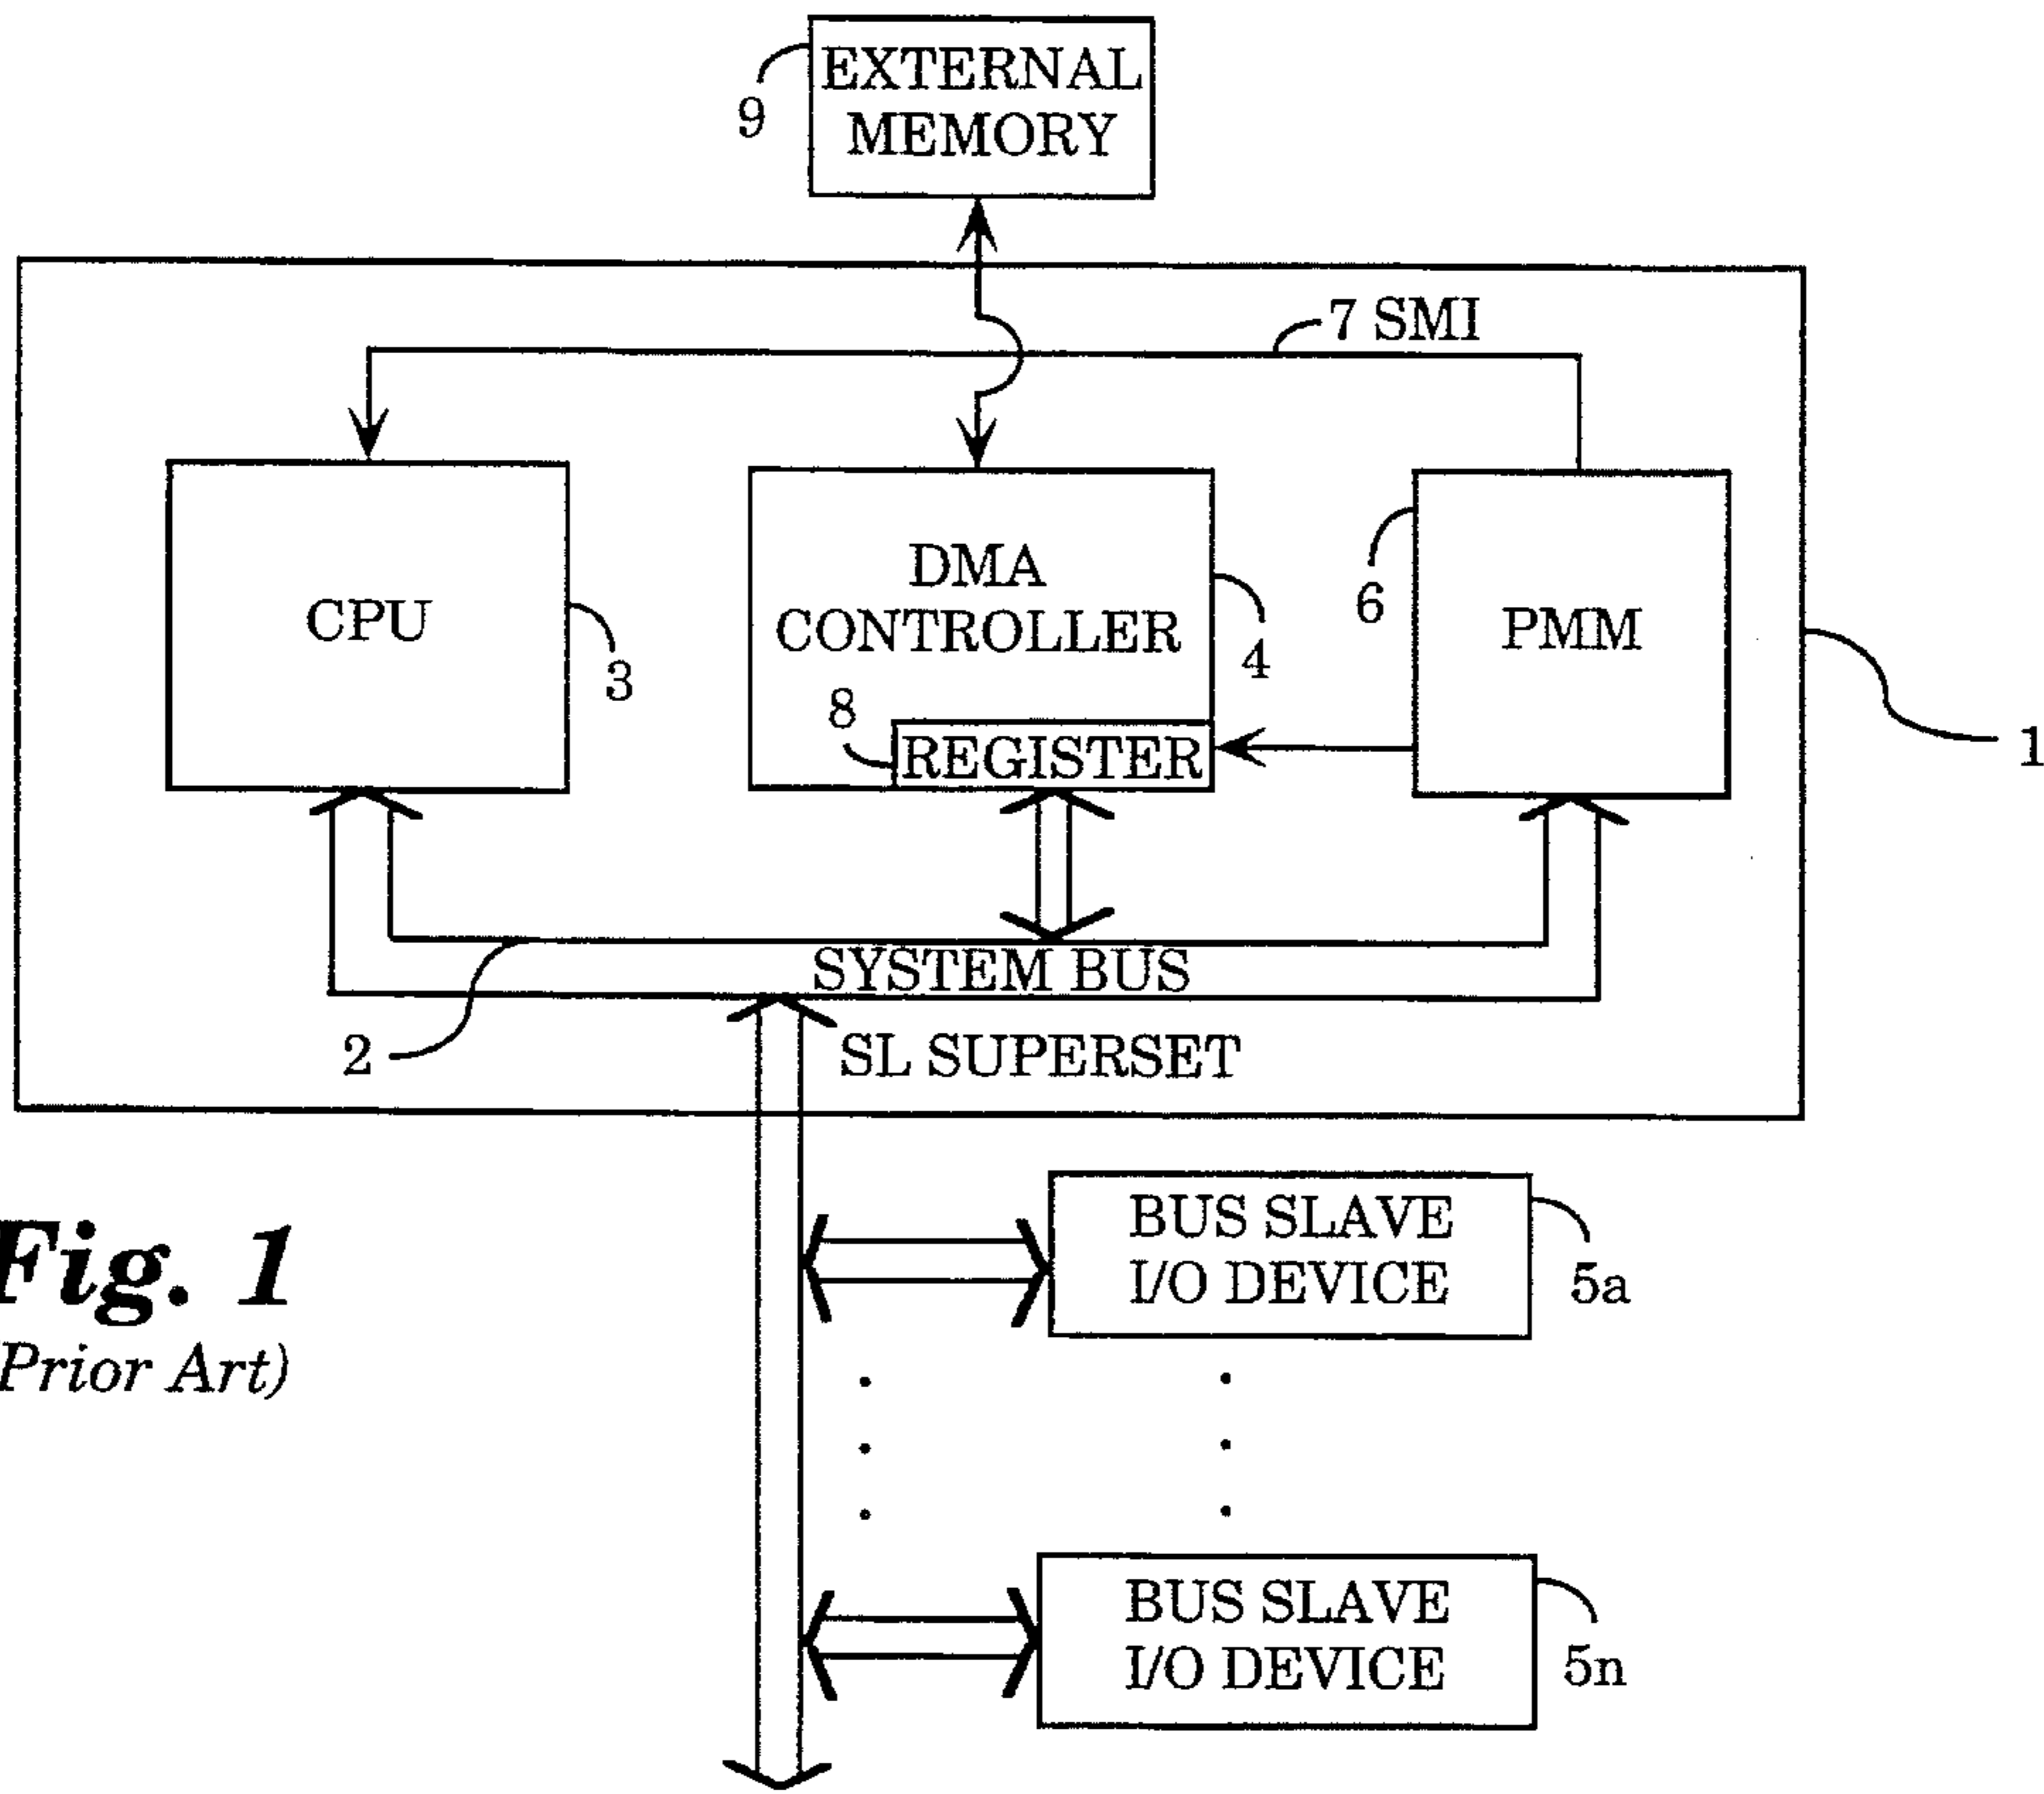 EXTERNAL
MEMORY
9
7 SMI
CPU
3
DMA
CONTROLLER
4
8
REGISTER
6
PMM
1
SYSTEM BUS
2
SL SUPERSET
BUS SLAVE
I/O DEVICE
5a
Fig. 1
Prior Art)
BUS SLAVE
I/O DEVICE
5n